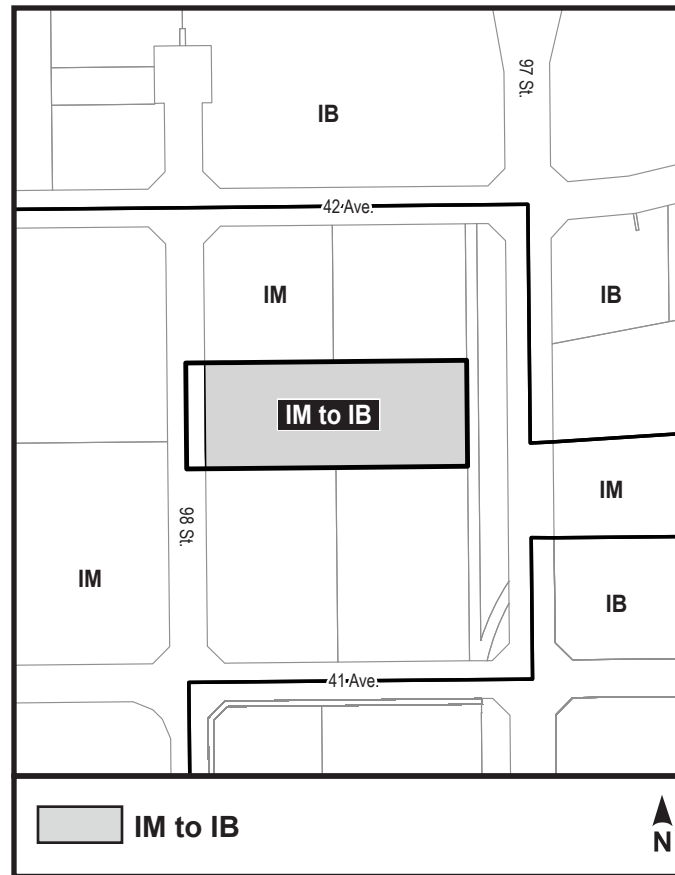 97 St.
IB
42 Ave.
IM
IB
IM to IB
IM
98 St.
IM
IB
41 Ave.
IM to IB
N